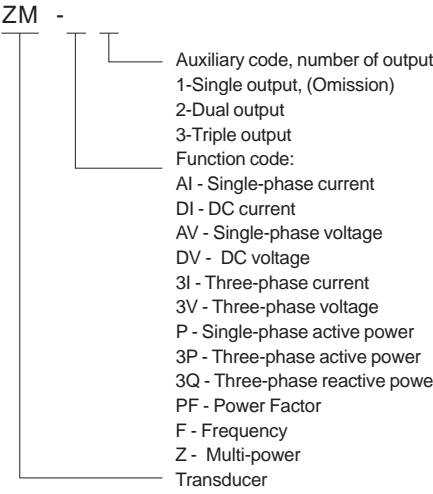 ZM -
Auxiliary code, number of output
1-Single output, (Omission)
2-Dual output
3-Triple output
Function code:
AI - Single-phase current
DI - DC current
AV - Single-phase voltage
DV - DC voltage
3I - Three-phase current
3V - Three-phase voltage
P - Single-phase active power
3P - Three-phase active power
3Q - Three-phase reactive powe
PF - Power Factor
F - Frequency
Z - Multi-power
Transducer